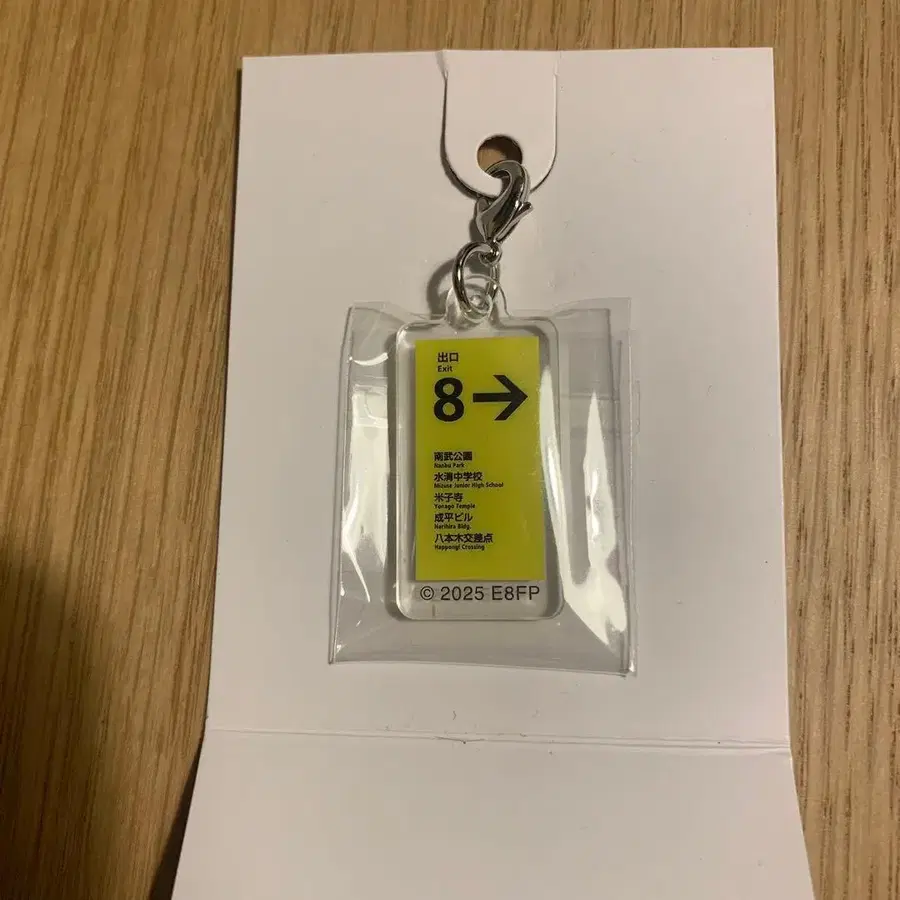 出口
Exit
8→
南武公園
Nanbu Park
水溝中学校
Mizuse Junior High School
米子寺
Yonago Temple
成平ビル
Narihira Bldg.
八本木交差点
Happongi Crossing
© 2025 E8FP